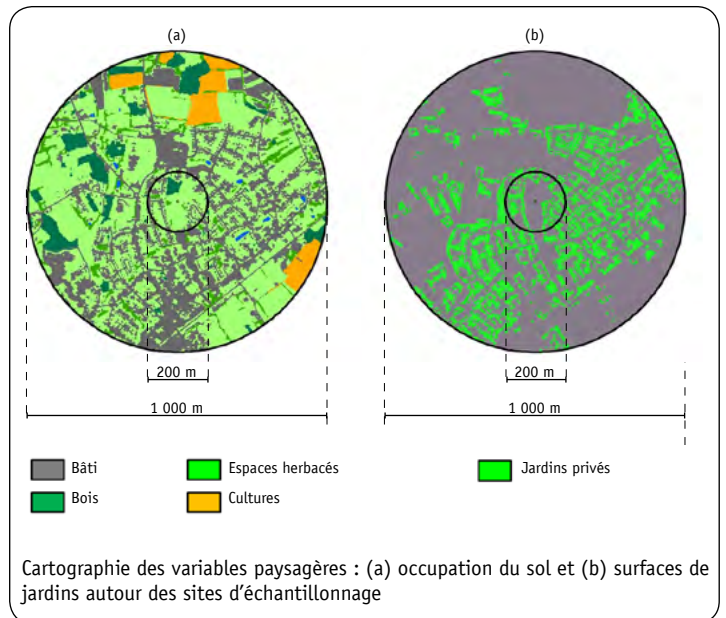 (a) (b)
200 m 200 m
1 000 m 1 000 m
Bâti Espaces herbacés Jardins privés
Bois Cultures
Cartographie des variables paysagères : (a) occupation du sol et (b) surfaces de
jardins autour des sites d'échantillonnage